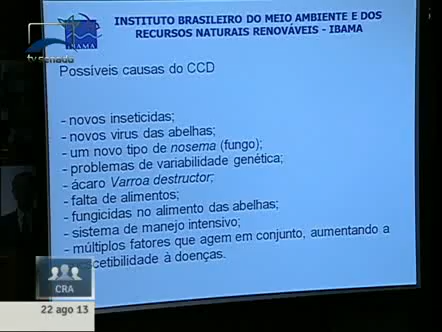 INSTITUTO BRASILEIRO DO MEIO AMBIENTE E DOS
RECURSOS NATURAIS RENOVÁVEIS - IBAMA
IBAMA
tv senado
Possíveis causas do CCD
- novos inseticidas;
- novos virus das abelhas;
- um novo tipo de nosema (fungo);
- problemas de variabilidade genética;
- ácaro Varroa destructor;
- falta de alimentos;
- fungicidas no alimento das abelhas;
- sistema de manejo intensivo;
- múltiplos fatores que agem em conjunto, aumentando a
scetibilidade à doenças.
CRA
22 ago 13